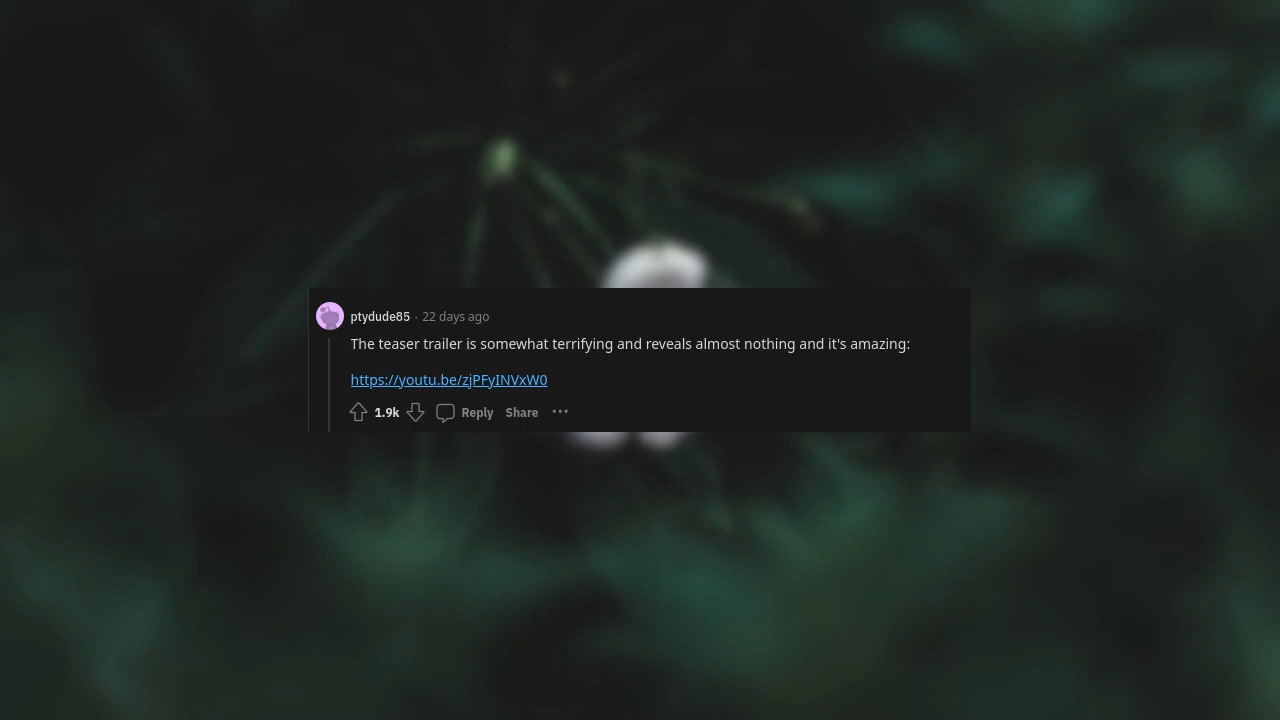 ptydude85 · 22 days ago
The teaser trailer is somewhat terrifying and reveals almost nothing and it's amazing:
https://youtu.be/zjPFyINVxW0
1.9k Reply Share ···